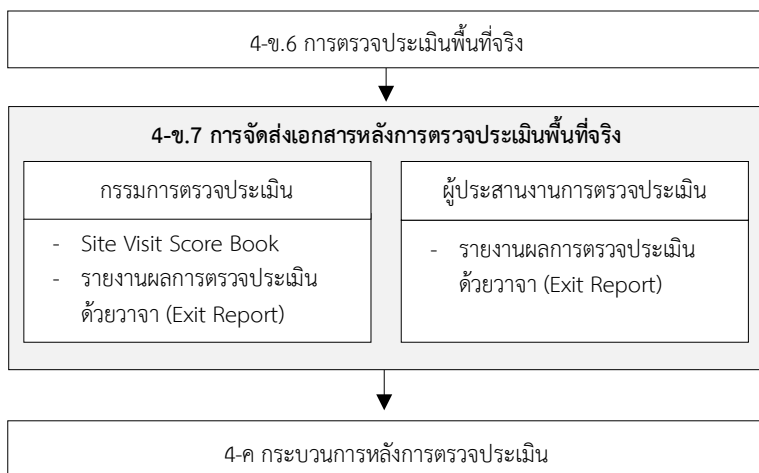 4-ข.6 การตรวจประเมินพื้นที่จริง
4-ข.7 การจัดส่งเอกสารหลังการตรวจประเมินพื้นที่จริง
กรรมการตรวจประเมิน
- Site Visit Score Book
- รายงานผลการตรวจประเมิน
ด้วยวาจา (Exit Report)
ผู้ประสานงานการตรวจประเมิน
- รายงานผลการตรวจประเมิน
ด้วยวาจา (Exit Report)
4-ค กระบวนการหลังการตรวจประเมิน